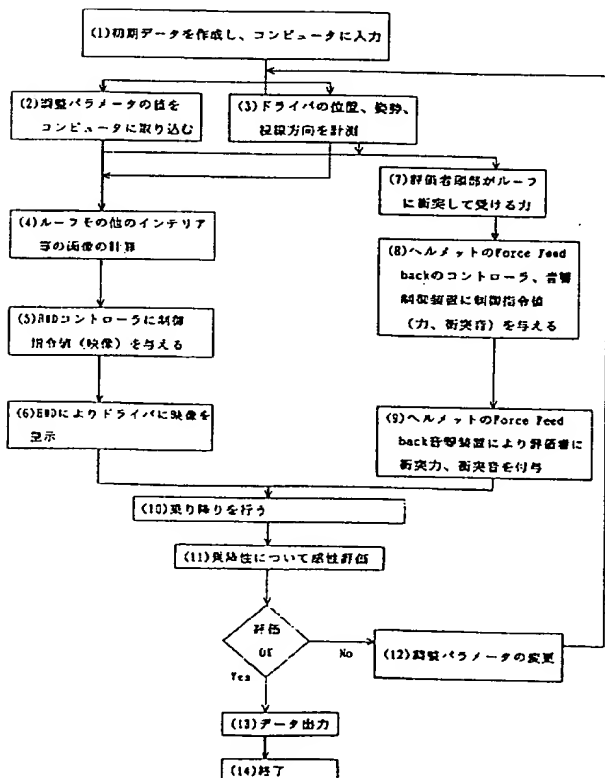 (1)初期データを作成し、コンピュータに入力
(2)調整パラメータの値を
コンピュータに取り込む
(3)ドライバの位置、姿勢、
視線方向を計測
(7)評価者頭部がルーフ
に衝突して受ける力
(4)ルーフその他のインテリア
等の画像の計算
(8)ヘルメットのForce Feed
backのコントローラ、音響
制御装置に制御指令値
(力、衝突音)を与える
(5)HMDコントローラに制御
指令値(映像)を与える
(6)HMDによりドライバに映像を
呈示
(9)ヘルメットのForce Feed
back音響装置により評価者に
衝突力、衝突音を付与
(10)乗り降りを行う
(11)について感性評価
評価
No
(12)調整パラメータの変更
Yes
(13)データ出力
(14)終了